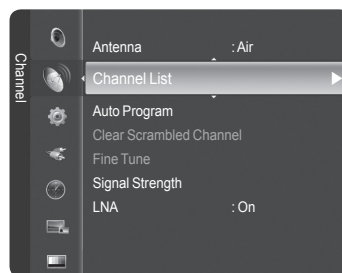 Channel
Antenna : Air
Channel List
Auto Program
Clear Scrambled Channel
Fine Tune
Signal Strength
LNA : On